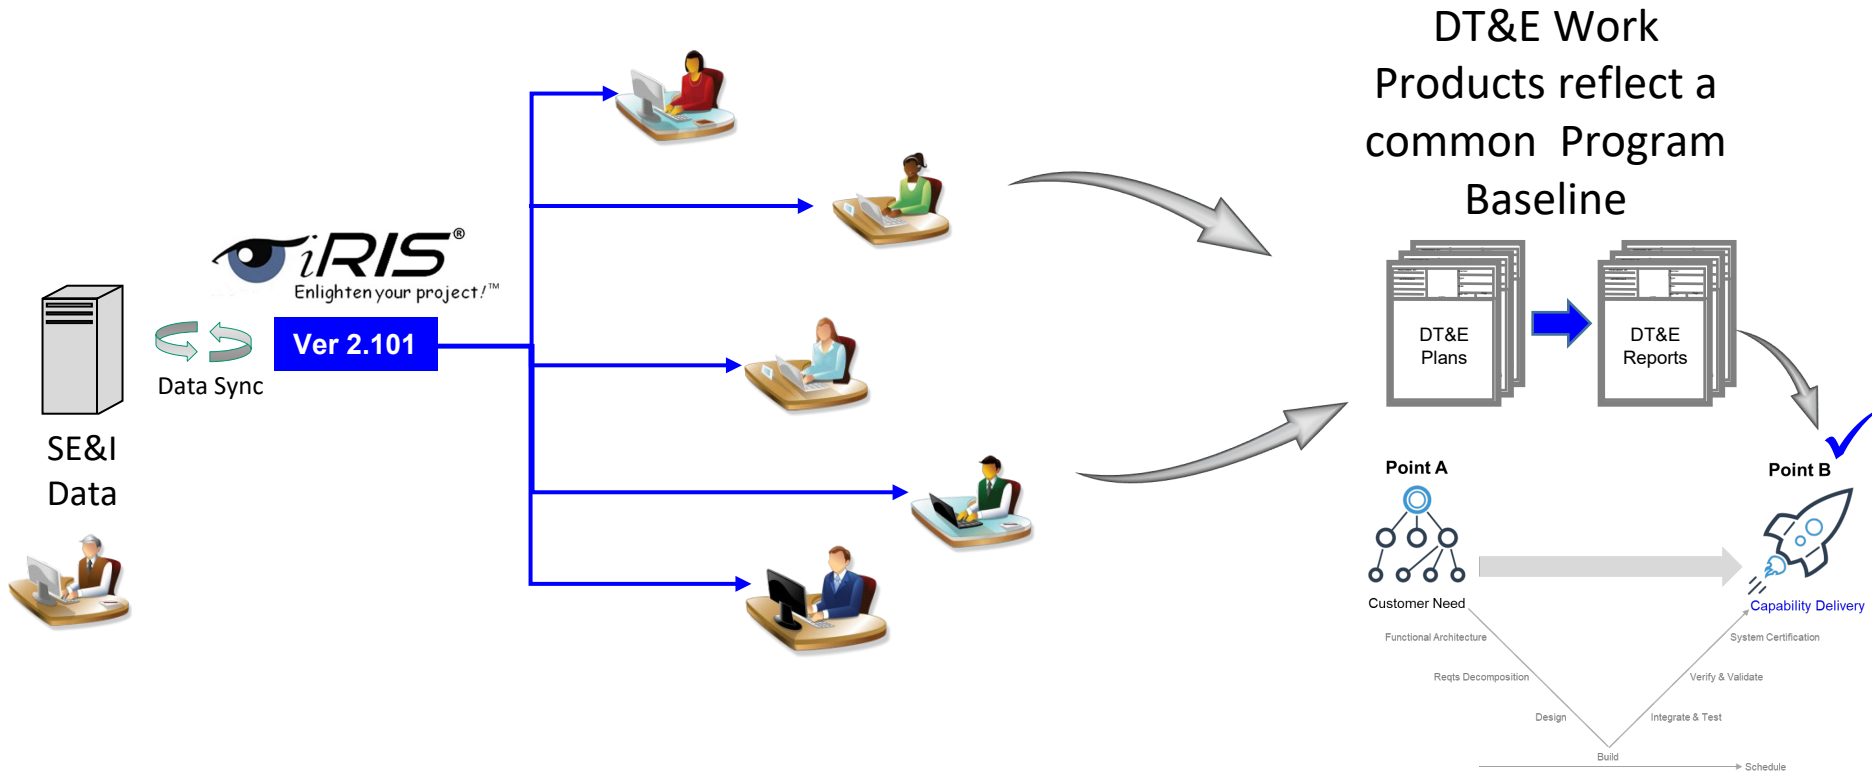 DT&E Work
Products reflect a
common Program
Baseline
iRIS®
Enlighten your project!™
Ver 2.101
Data Sync
SE&I
Data
DT&E
Plans
DT&E
Reports
Point A
Point B
Customer Need
Capability Delivery
Functional Architecture
System Certification
Reqts Decomposition
Verify & Validate
Design
Integrate & Test
Build
Schedule